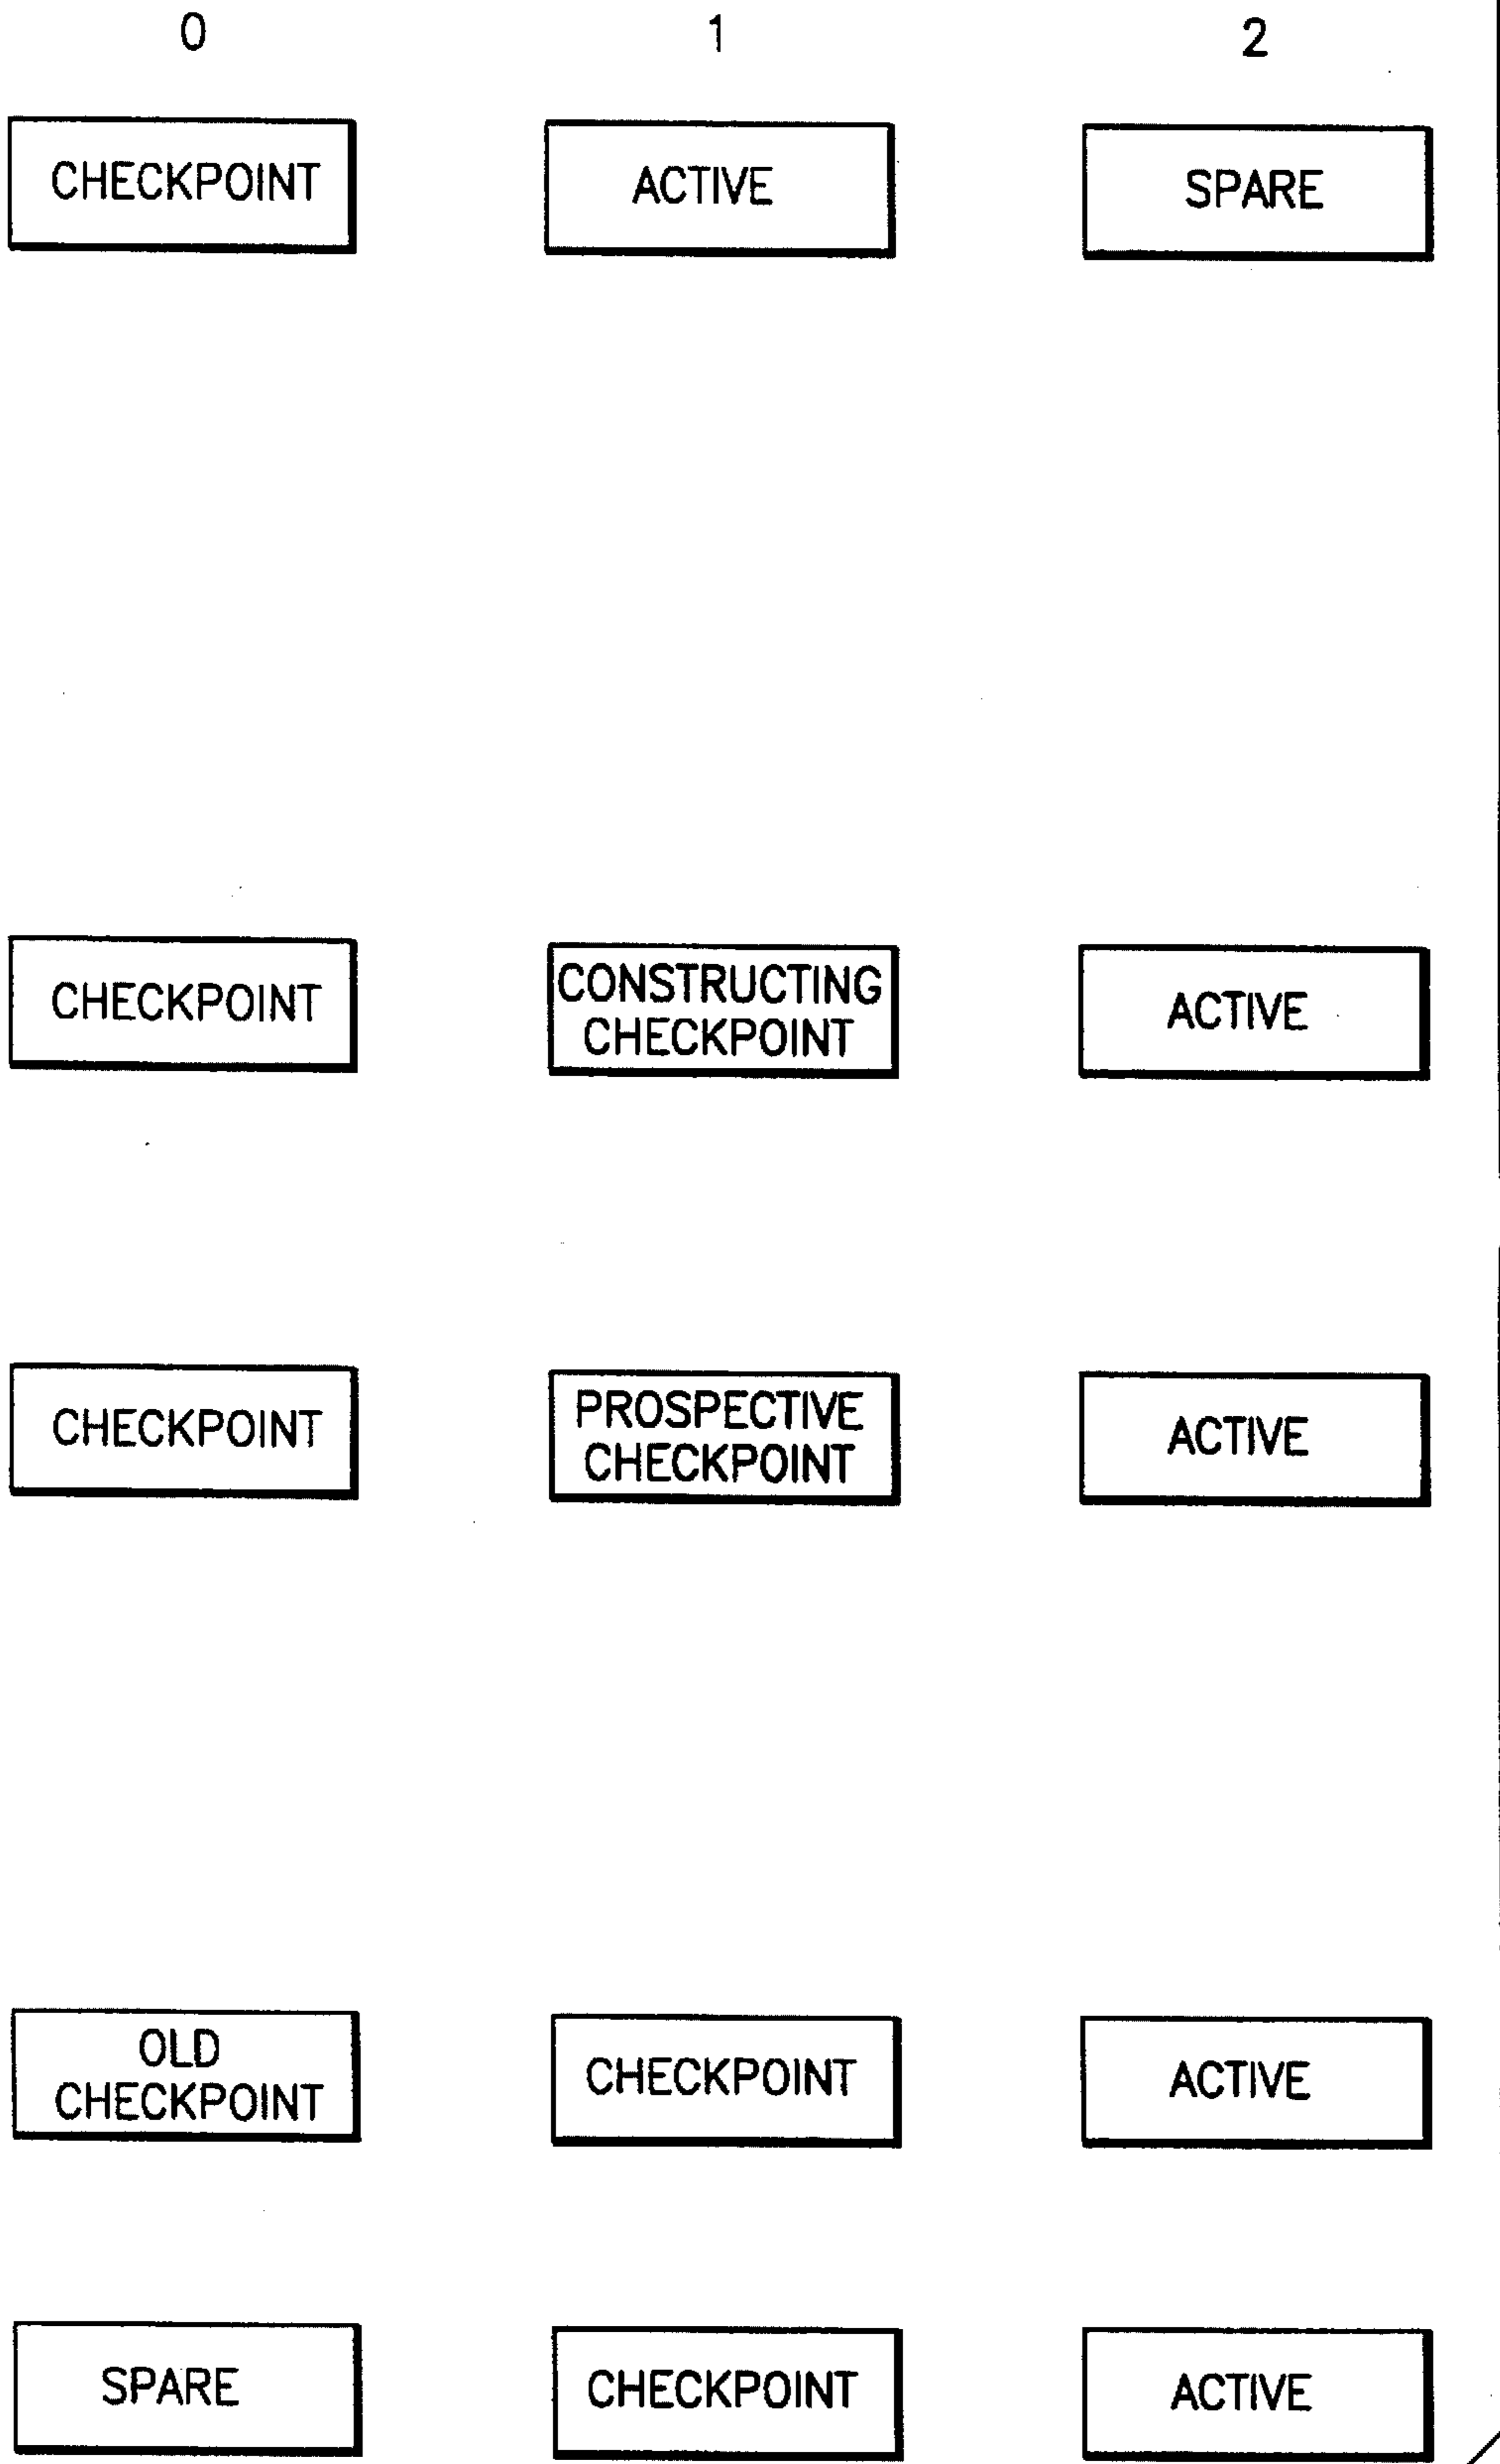 0 1 2
CHECKPOINT ACTIVE SPARE
CHECKPOINT CONSTRUCTING CHECKPOINT ACTIVE
CHECKPOINT PROSPECTIVE CHECKPOINT ACTIVE
OLD CHECKPOINT CHECKPOINT ACTIVE
SPARE CHECKPOINT ACTIVE